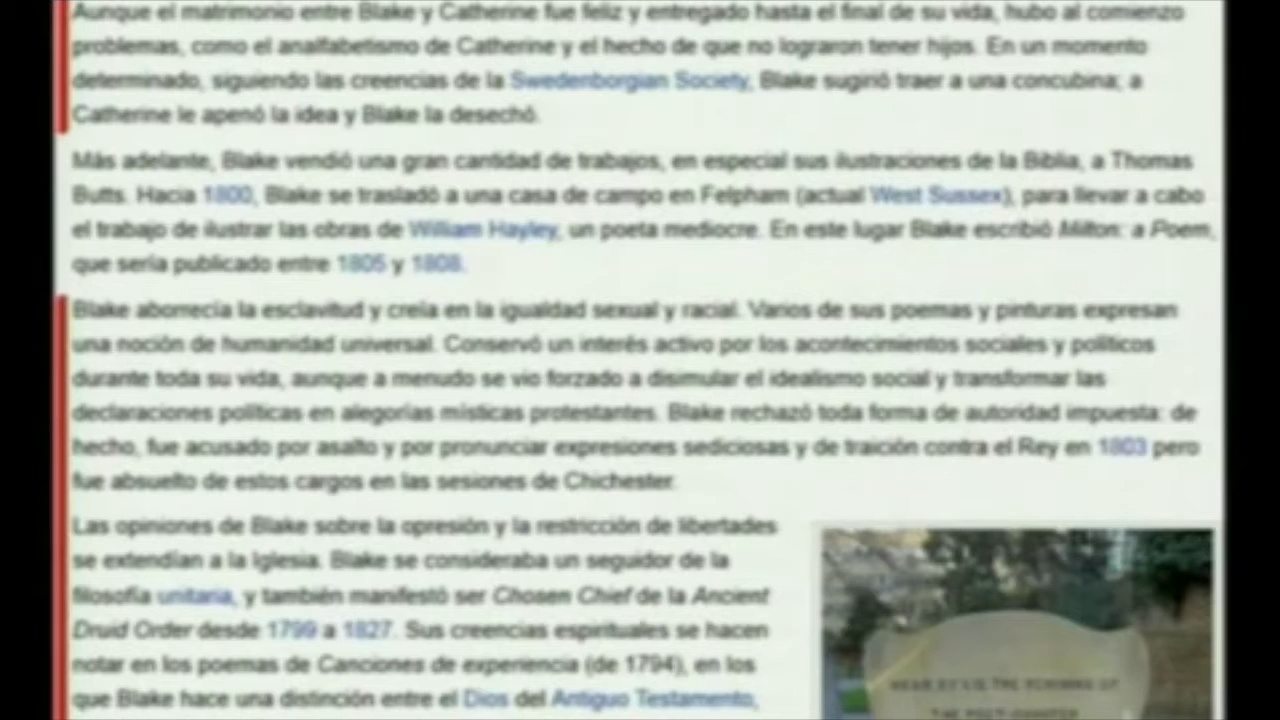 Aunque el matrimonio entre Blake y Catherine fue feliz y entregado hasta el final de su vida, hubo al comienzo
problemas, como el analfabetismo de Catherine y el hecho de que no lograron tener hijos. En un momento
determinado, siguiendo las creencias de la Swedenborgian Society, Blake sugirió traer a una concubina; a
Catherine le apenó la idea y Blake la desechó.
Más adelante, Blake vendió una gran cantidad de trabajos, en especial sus ilustraciones de la Biblia, a Thomas
Butts. Hacia 1800, Blake se trasladó a una casa de campo en Felpham (actual West Sussex), para llevar a cabo
el trabajo de ilustrar las obras de William Hayley, un poeta mediocre. En este lugar Blake escribió Milton: a Poem,
que sería publicado entre 1805 y 1808.
Blake aborrecía la esclavitud y creía en la igualdad sexual y racial. Varios de sus poemas y pinturas expresan
una noción de humanidad universal. Conservó un interés activo por los acontecimientos sociales y políticos
durante toda su vida, aunque a menudo se vio forzado a disimular el idealismo social y transformar las
declaraciones políticas en alegorías místicas protestantes. Blake rechazó toda forma de autoridad impuesta: de
hecho, fue acusado por asalto y por pronunciar expresiones sediciosas y de traición contra el Rey en 1803 pero
fue absuelto de estos cargos en las sesiones de Chichester.
Las opiniones de Blake sobre la opresión y la restricción de libertades
se extendían a la Iglesia. Blake se consideraba un seguidor de la
filosofía unitaria, y también manifestó ser Chosen Chief de la Ancient
Druid Order desde 1799 a 1827. Sus creencias espirituales se hacen
notar en los poemas de Canciones de experiencia (de 1794), en los
que Blake hace una distinción entre el Dios del Antiguo Testamento,
NEAR BY LIE THE REMAINS OF